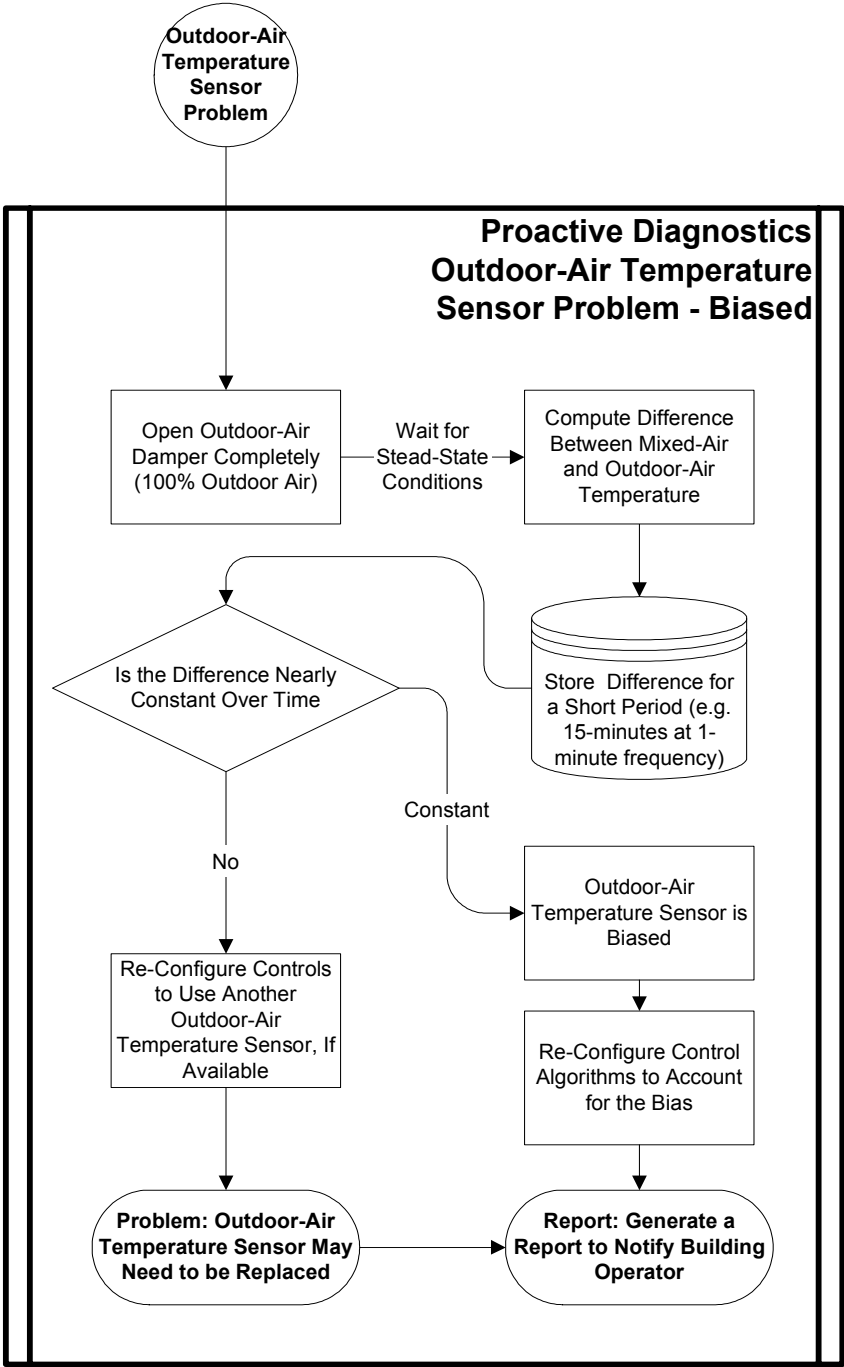 Outdoor-Air
Temperature
Sensor
Problem
Proactive Diagnostics
Outdoor-Air Temperature
Sensor Problem - Biased
Open Outdoor-Air
Damper Completely
(100% Outdoor Air)
Wait for
Stead-State
Conditions
Compute Difference
Between Mixed-Air
and Outdoor-Air
Temperature
Is the Difference Nearly
Constant Over Time
Store Difference for
a Short Period (e.g.
15-minutes at 1-
minute frequency)
Constant
No
Outdoor-Air
Temperature Sensor is
Biased
Re-Configure Controls
to Use Another
Outdoor-Air
Temperature Sensor, If
Available
Re-Configure Control
Algorithms to Account
for the Bias
Problem: Outdoor-Air
Temperature Sensor May
Need to be Replaced
Report: Generate a
Report to Notify Building
Operator